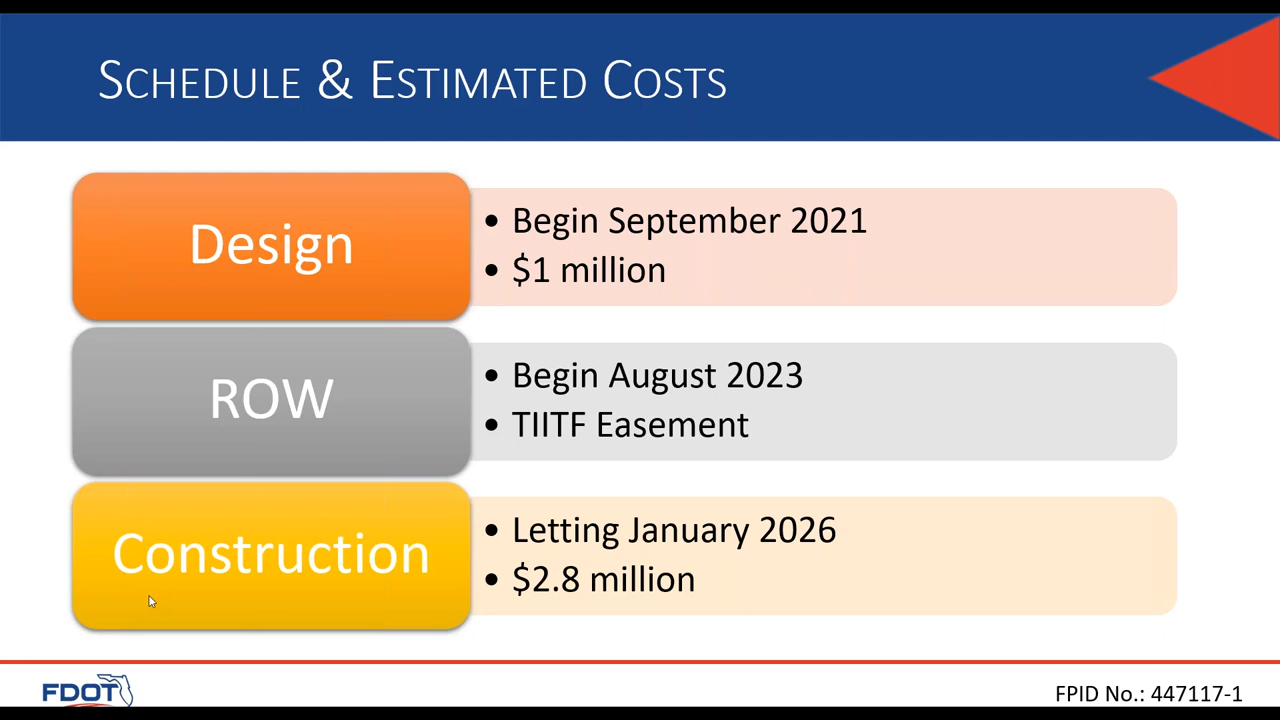 SCHEDULE & ESTIMATED COSTS
Design
• Begin September 2021
• $1 million
ROW
• Begin August 2023
• TIITF Easement
Construction
• Letting January 2026
• $2.8 million
FDOT
FPID No.: 447117-1